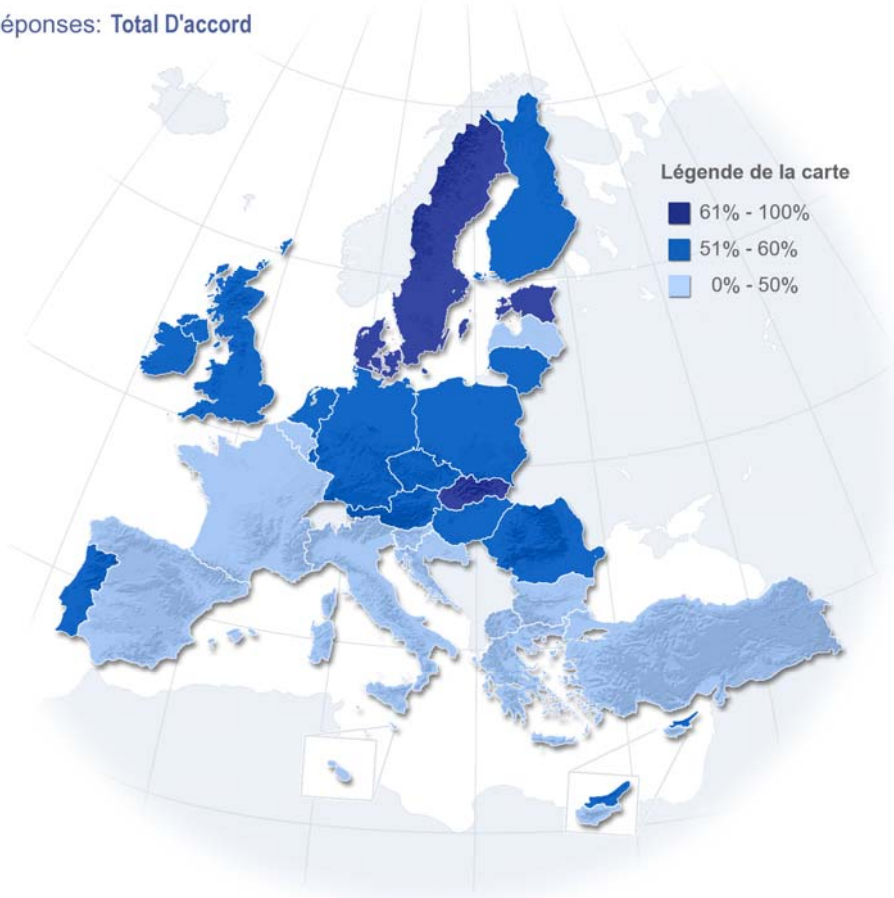 éponses: Total D'accord
Légende de la carte
61% - 100%
51% - 60%
0% - 50%